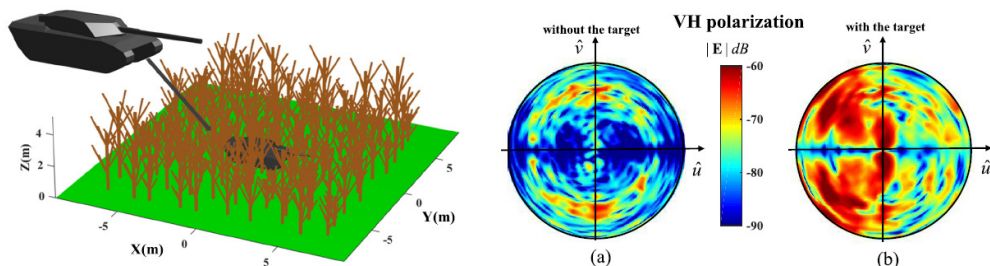 VH polarization
without the target
with the target
v̂
|E| dB
v̂
-60
-70
-80
-90
û
û
(a)
(b)
Z(m)
4
2
0
-5
0
5
X(m)
-5
0
5
Y(m)